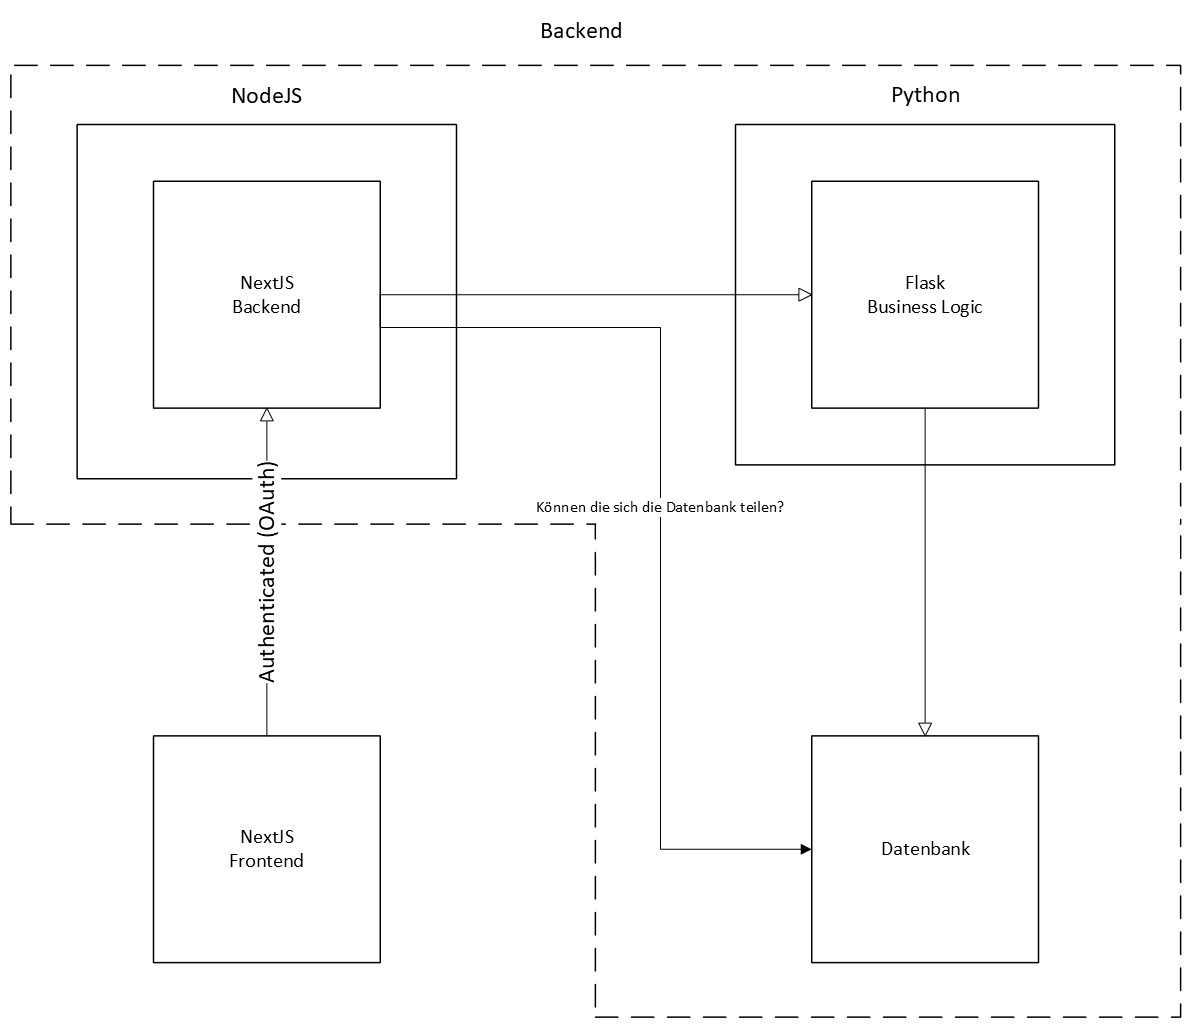 Backend
NodeJS
Python
NextJS
Backend
Flask
Business Logic
Authenticated (OAuth)
Können die sich die Datenbank teilen?
NextJS
Frontend
Datenbank